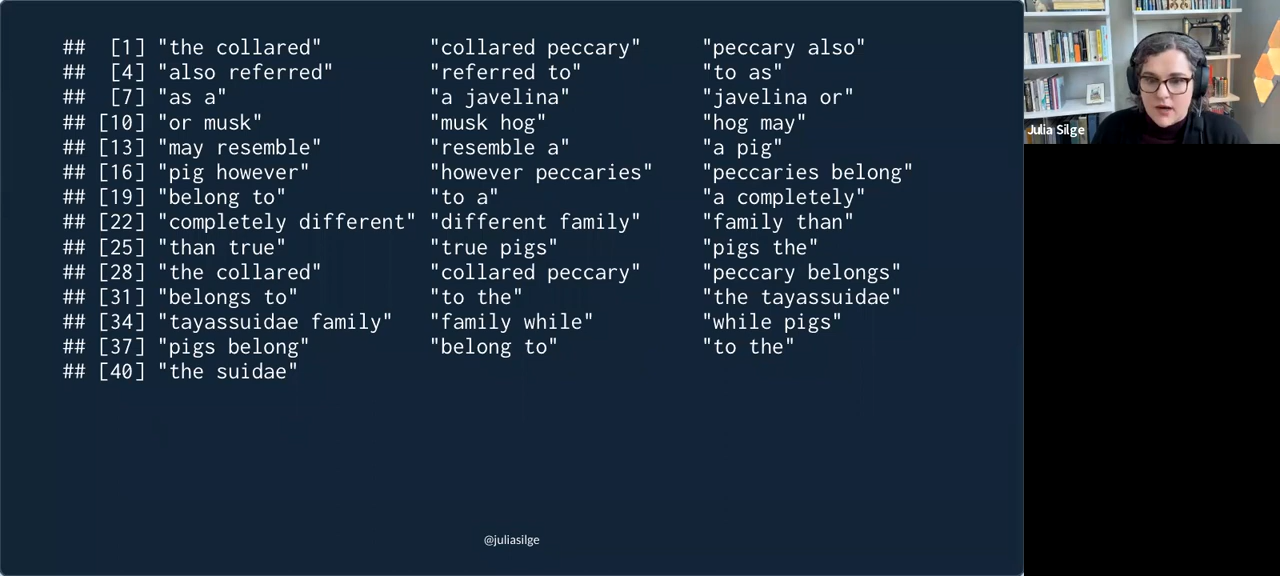 ##  [1] "the collared"         "collared peccary"     "peccary also"
##  [4] "also referred"        "referred to"          "to as"
##  [7] "as a"                 "a javelina"           "javelina or"
## [10] "or musk"              "musk hog"             "hog may"
## [13] "may resemble"         "resemble a"           "a pig"
## [16] "pig however"          "however peccaries"    "peccaries belong"
## [19] "belong to"            "to a"                 "a completely"
## [22] "completely different" "different family"     "family than"
## [25] "than true"            "true pigs"            "pigs the"
## [28] "the collared"         "collared peccary"     "peccary belongs"
## [31] "belongs to"           "to the"               "the tayassuidae"
## [34] "tayassuidae family"   "family while"         "while pigs"
## [37] "pigs belong"          "belong to"            "to the"
## [40] "the suidae"
@juliasilge
Julia Silge